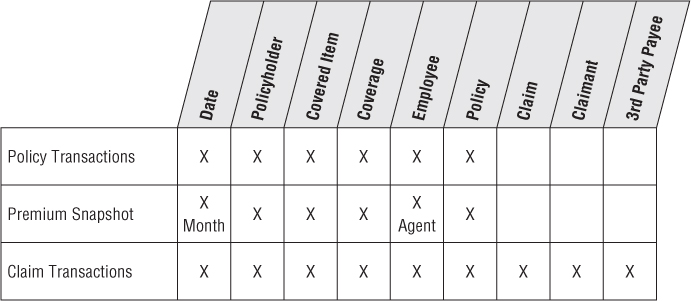 Date Policyholder Covered Item Coverage Employee Policy Claim Claimant 3rd Party Payee
Policy Transactions X X X X X X
Premium Snapshot X Month X X X X Agent X
Claim Transactions X X X X X X X X X